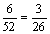 6/52 = 3/26